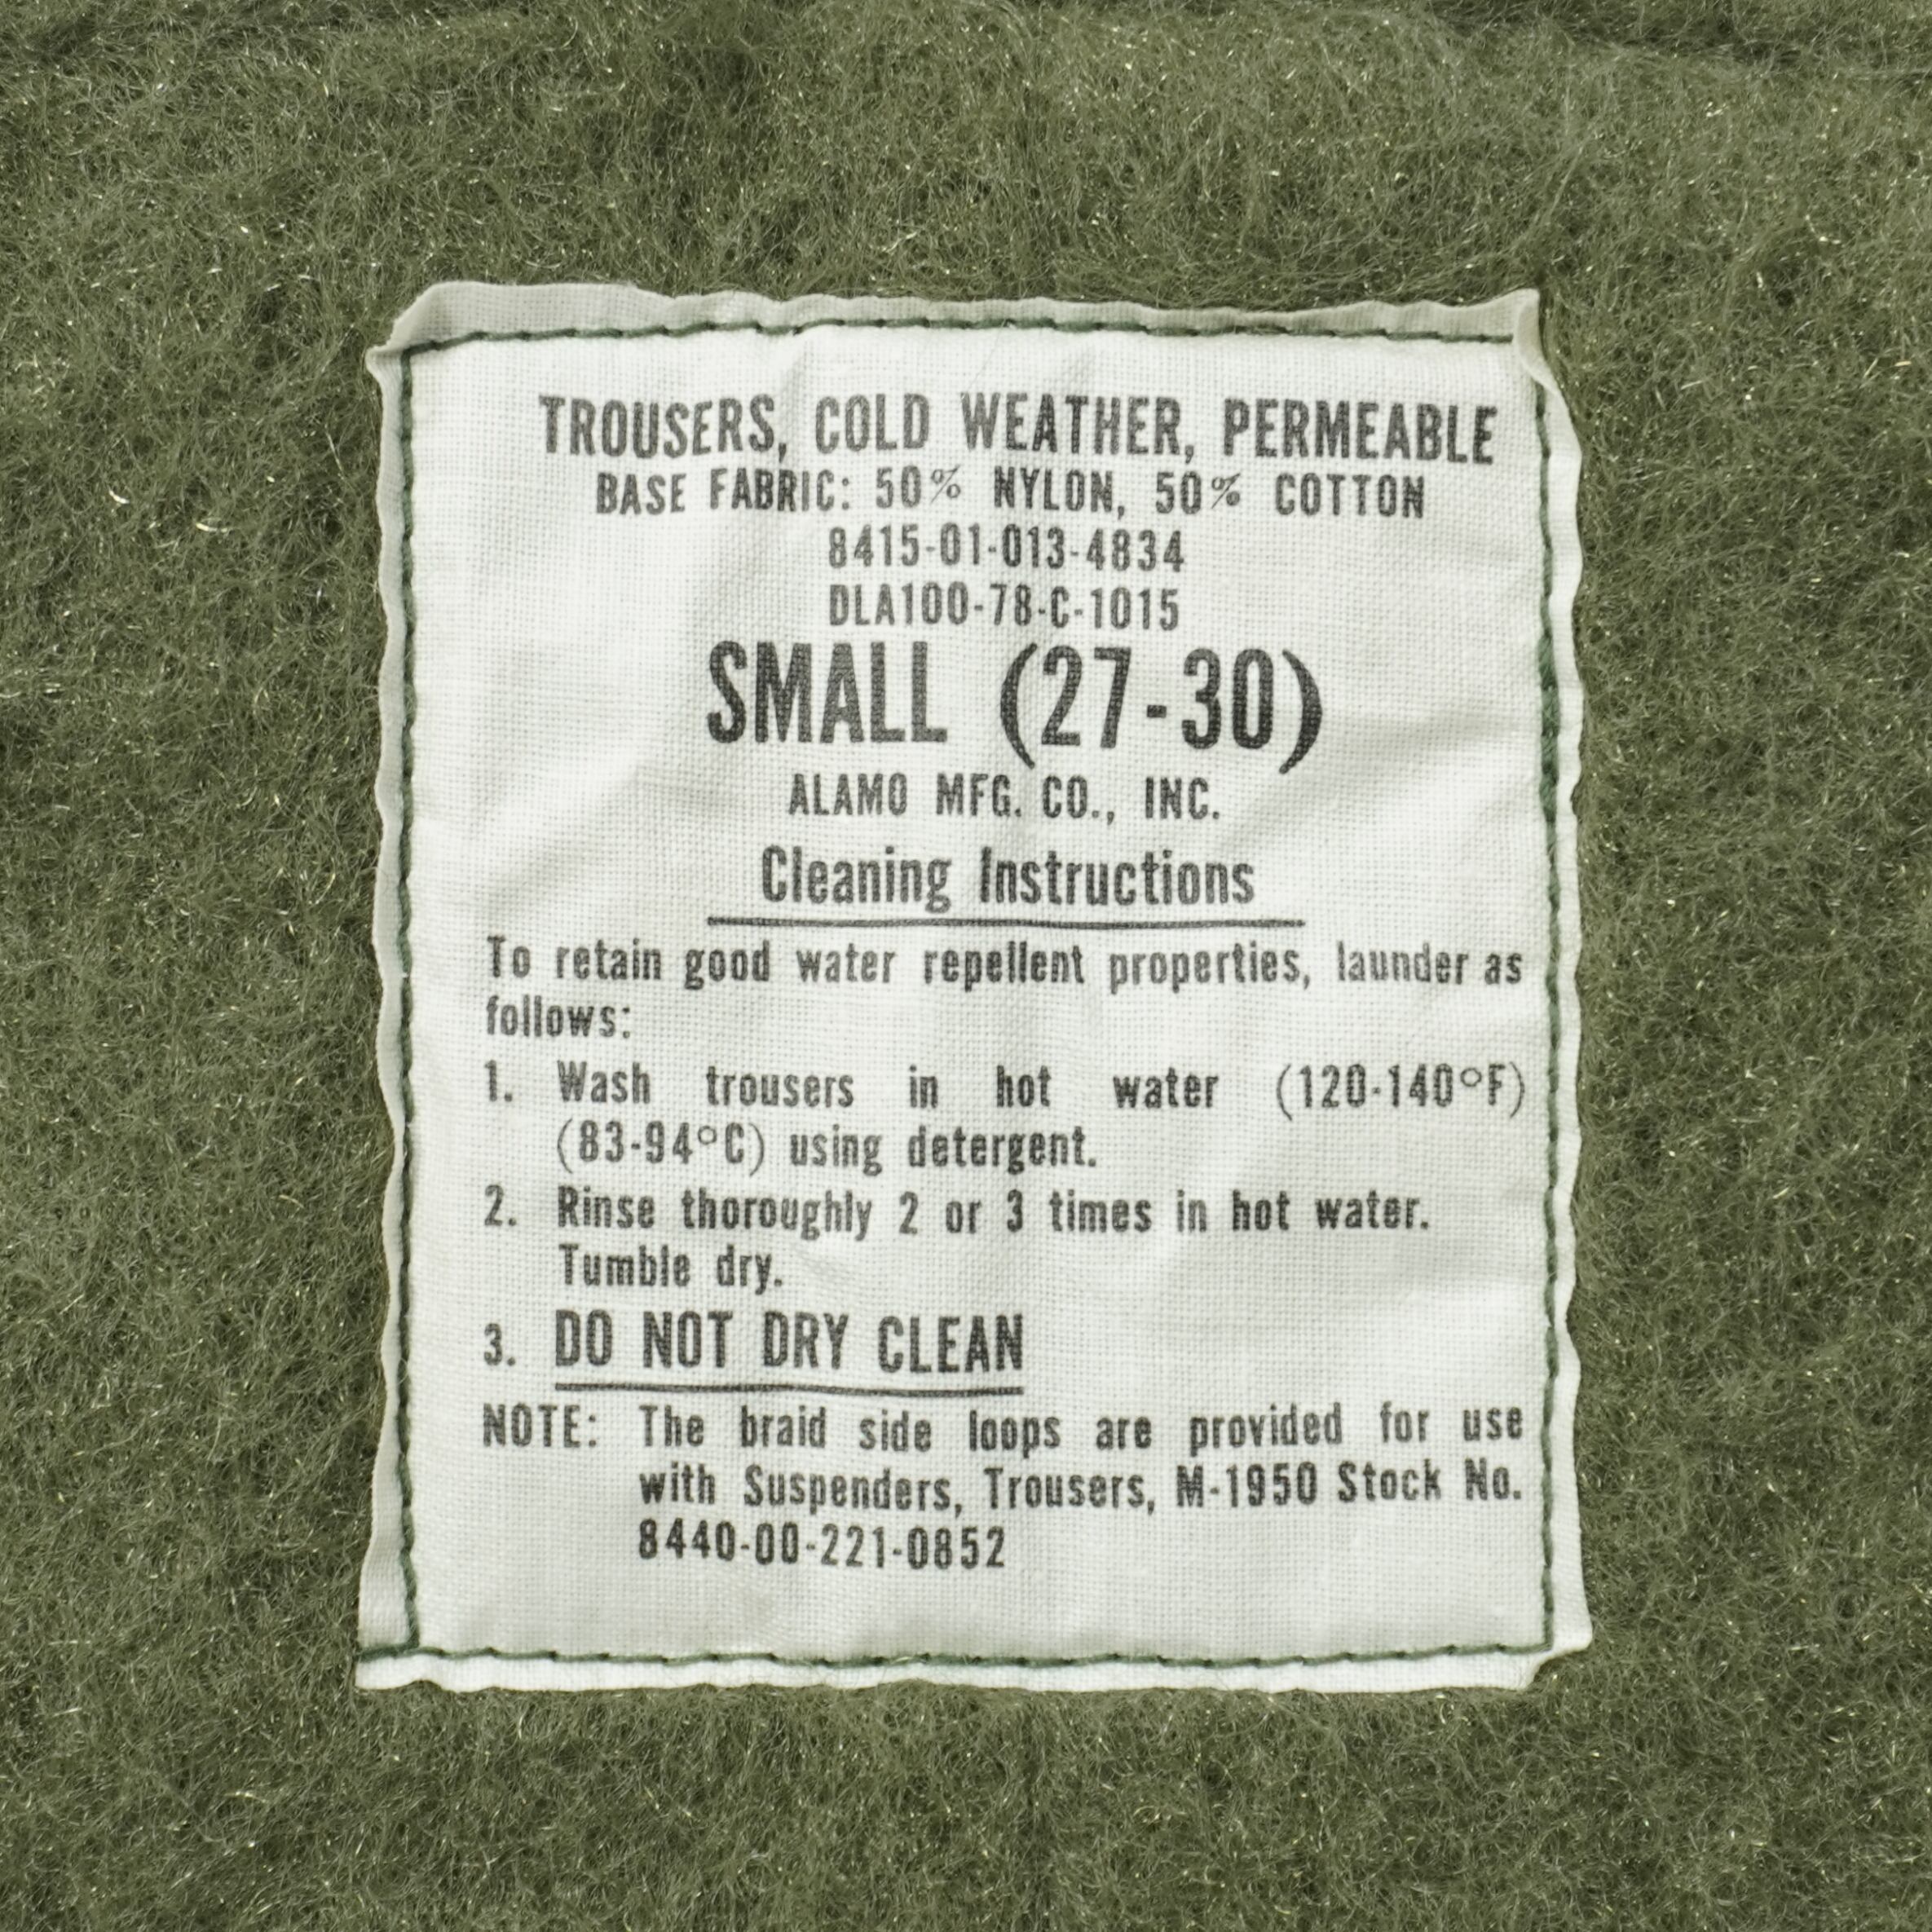 TROUSERS, COLD WEATHER, PERMEABLE
BASE FABRIC: 50% NYLON, 50% COTTON
8415-01-013-4834
DLA100-78-C-1015
SMALL (27-30)
ALAMO MFG. CO., INC.
Cleaning Instructions
To retain good water repellent properties, launder as
follows:
1. Wash trousers in hot water (120-140°F)
(83-94°C) using detergent.
2. Rinse thoroughly 2 or 3 times in hot water.
Tumble dry.
3. DO NOT DRY CLEAN
NOTE: The braid side loops are provided for use
with Suspenders, Trousers, M-1950 Stock No.
8440-00-221-0852